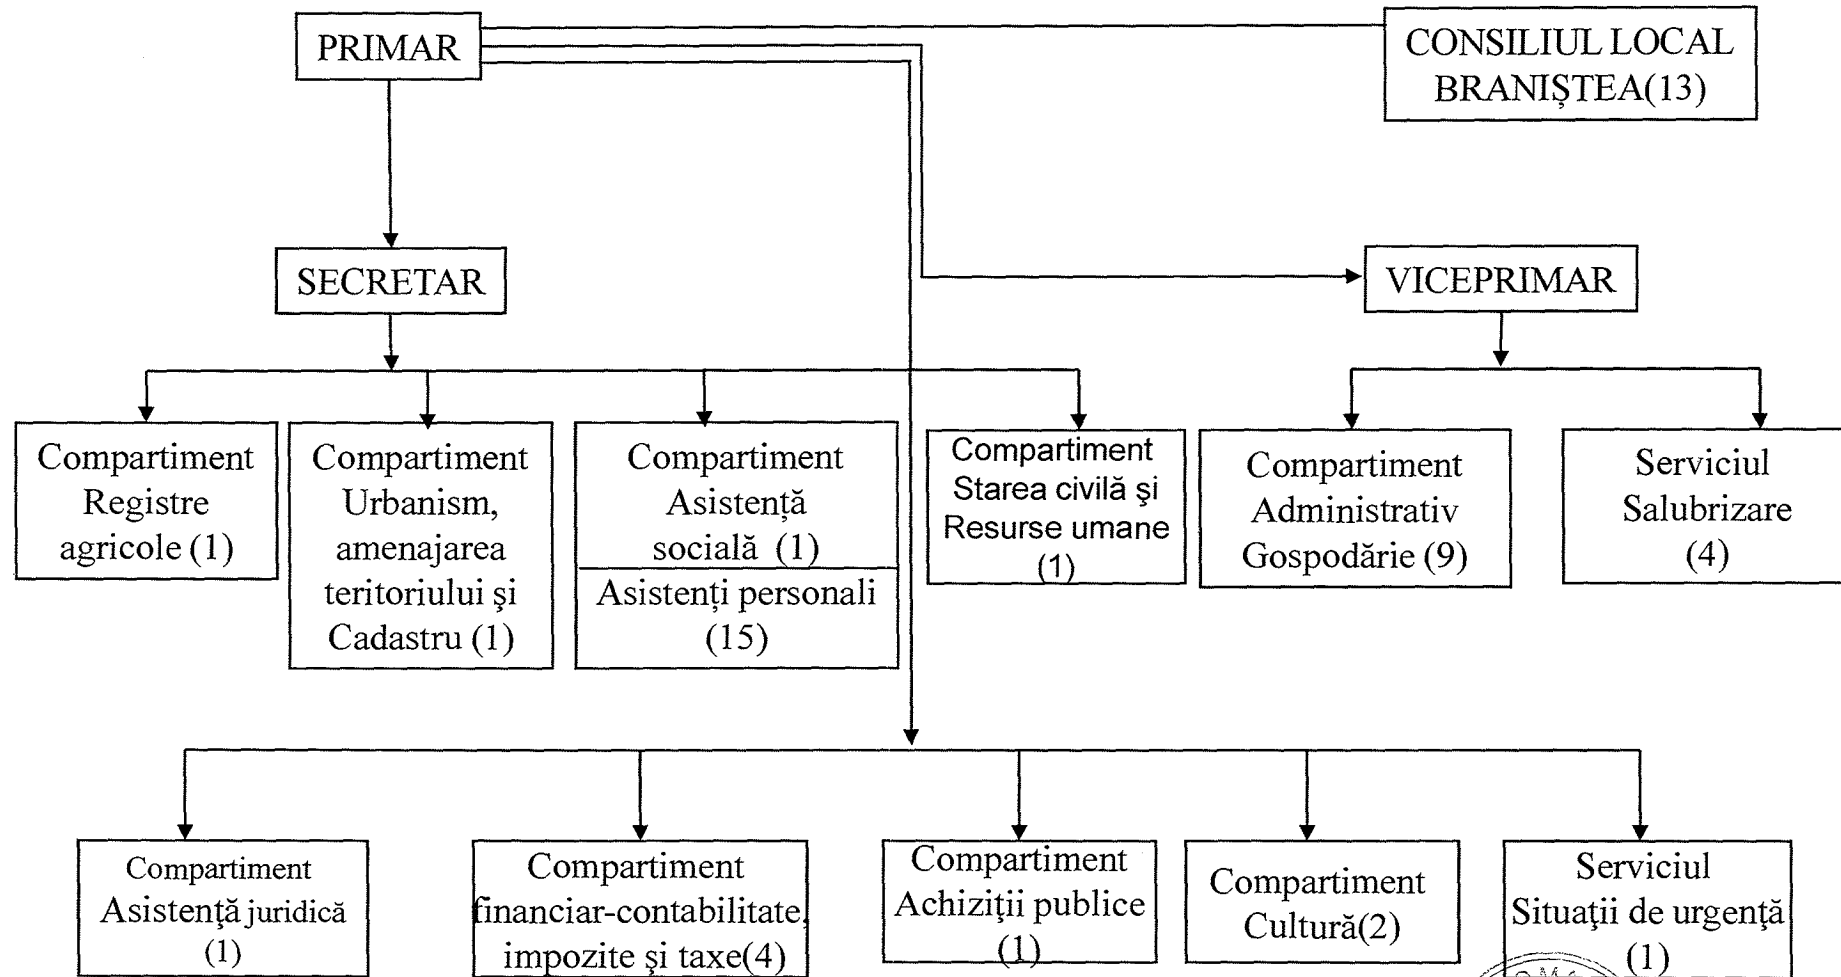 PRIMAR
CONSILIUL LOCAL
BRANIȘTEA(13)
SECRETAR
VICEPRIMAR
Compartiment
Registre
agricole (1)
Compartiment
Urbanism,
amenajarea
teritoriului şi
Cadastru (1)
Compartiment
Asistență
socială (1)
Asistenți personali
(15)
Compartiment
Starea civilă şi
Resurse umane
(1)
Compartiment
Administrativ
Gospodărie (9)
Serviciul
Salubrizare
(4)
Compartiment
Asistenţă juridică
(1)
Compartiment
financiar-contabilitate,
impozite şi taxe(4)
Compartiment
Achiziţii publice
(1)
Compartiment
Cultură(2)
Serviciul
Situaţii de urgenţă
(1)